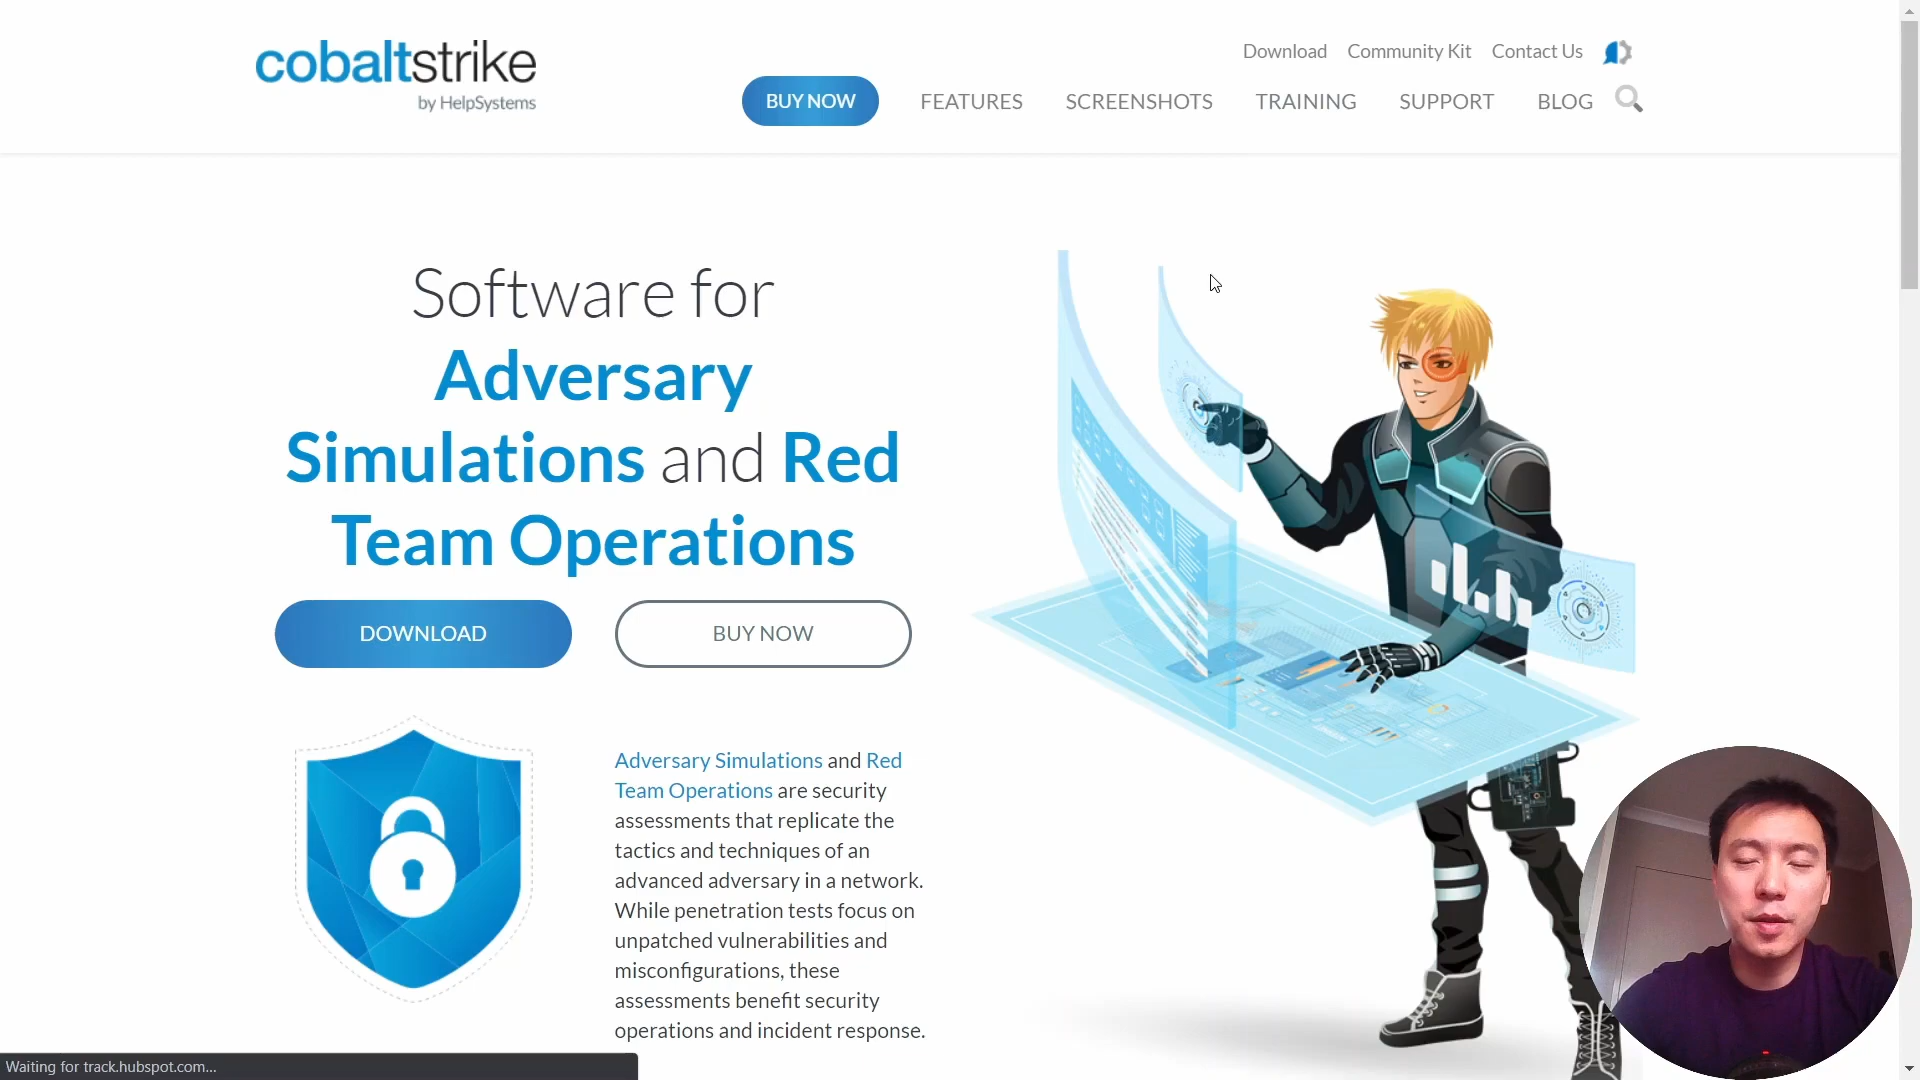 cobaltstrike
by HelpSystems
Download Community Kit Contact Us
BUY NOW FEATURES SCREENSHOTS TRAINING SUPPORT BLOG
Software for
Adversary
Simulations and Red
Team Operations
DOWNLOAD BUY NOW
Adversary Simulations and Red
Team Operations are security
assessments that replicate the
tactics and techniques of an
advanced adversary in a network.
While penetration tests focus on
unpatched vulnerabilities and
misconfigurations, these
assessments benefit security
operations and incident response.
Waiting for track.hubspot.com...